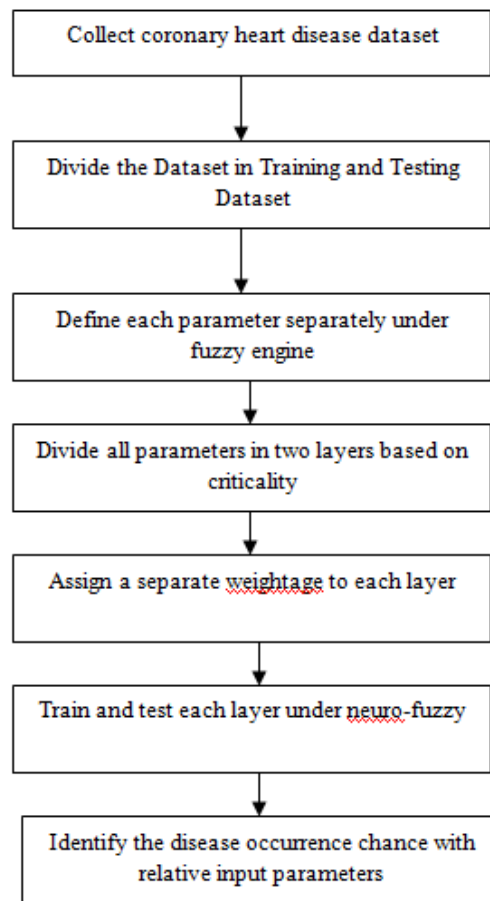 Collect coronary heart disease dataset
Divide the Dataset in Training and Testing
Dataset
Define each parameter separately under
fuzzy engine
Divide all parameters in two layers based on
criticality
Assign a separate weightage to each layer
Train and test each layer under neuro-fuzzy
Identify the disease occurrence chance with
relative input parameters